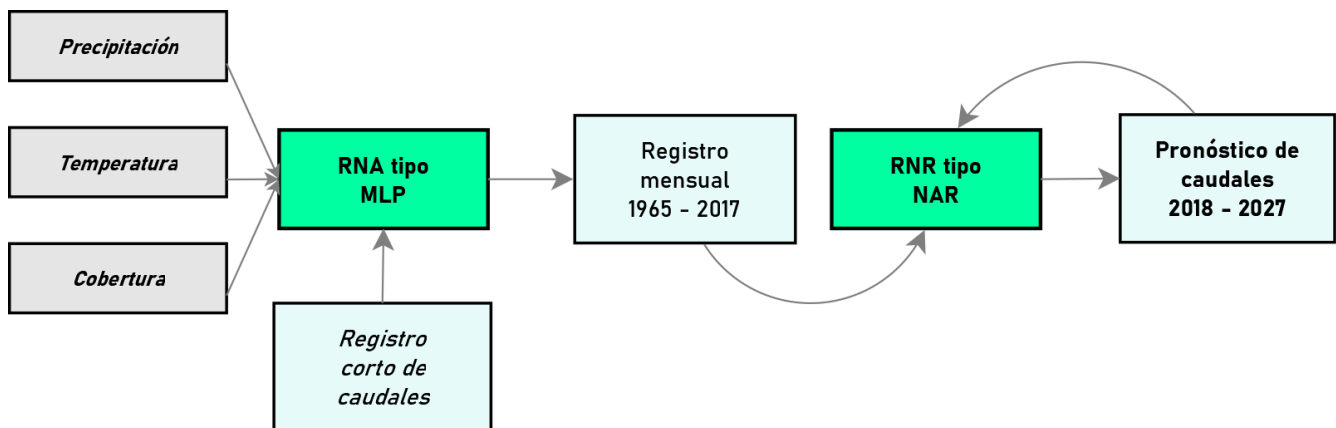 Precipitación
Temperatura
Cobertura
RNA tipo
MLP
Registro
corto de
caudales
Registro
mensual
1965 - 2017
RNR tipo
NAR
Pronóstico de
caudales
2018 - 2027